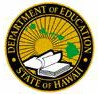 DEPARTMENT OF EDUCATION
STATE OF HAWAII